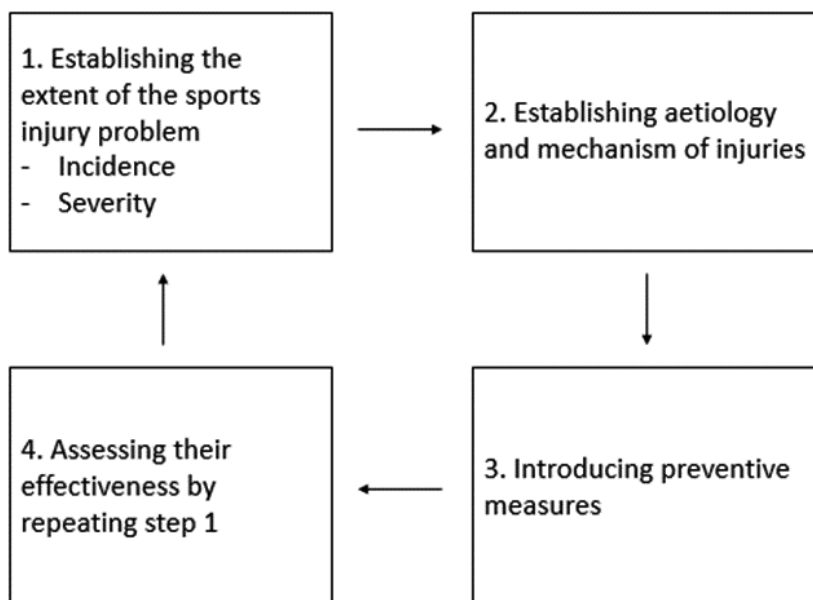 1. Establishing the
extent of the sports
injury problem
- Incidence
- Severity
2. Establishing aetiology
and mechanism of injuries
3. Introducing preventive
measures
4. Assessing their
effectiveness by
repeating step 1